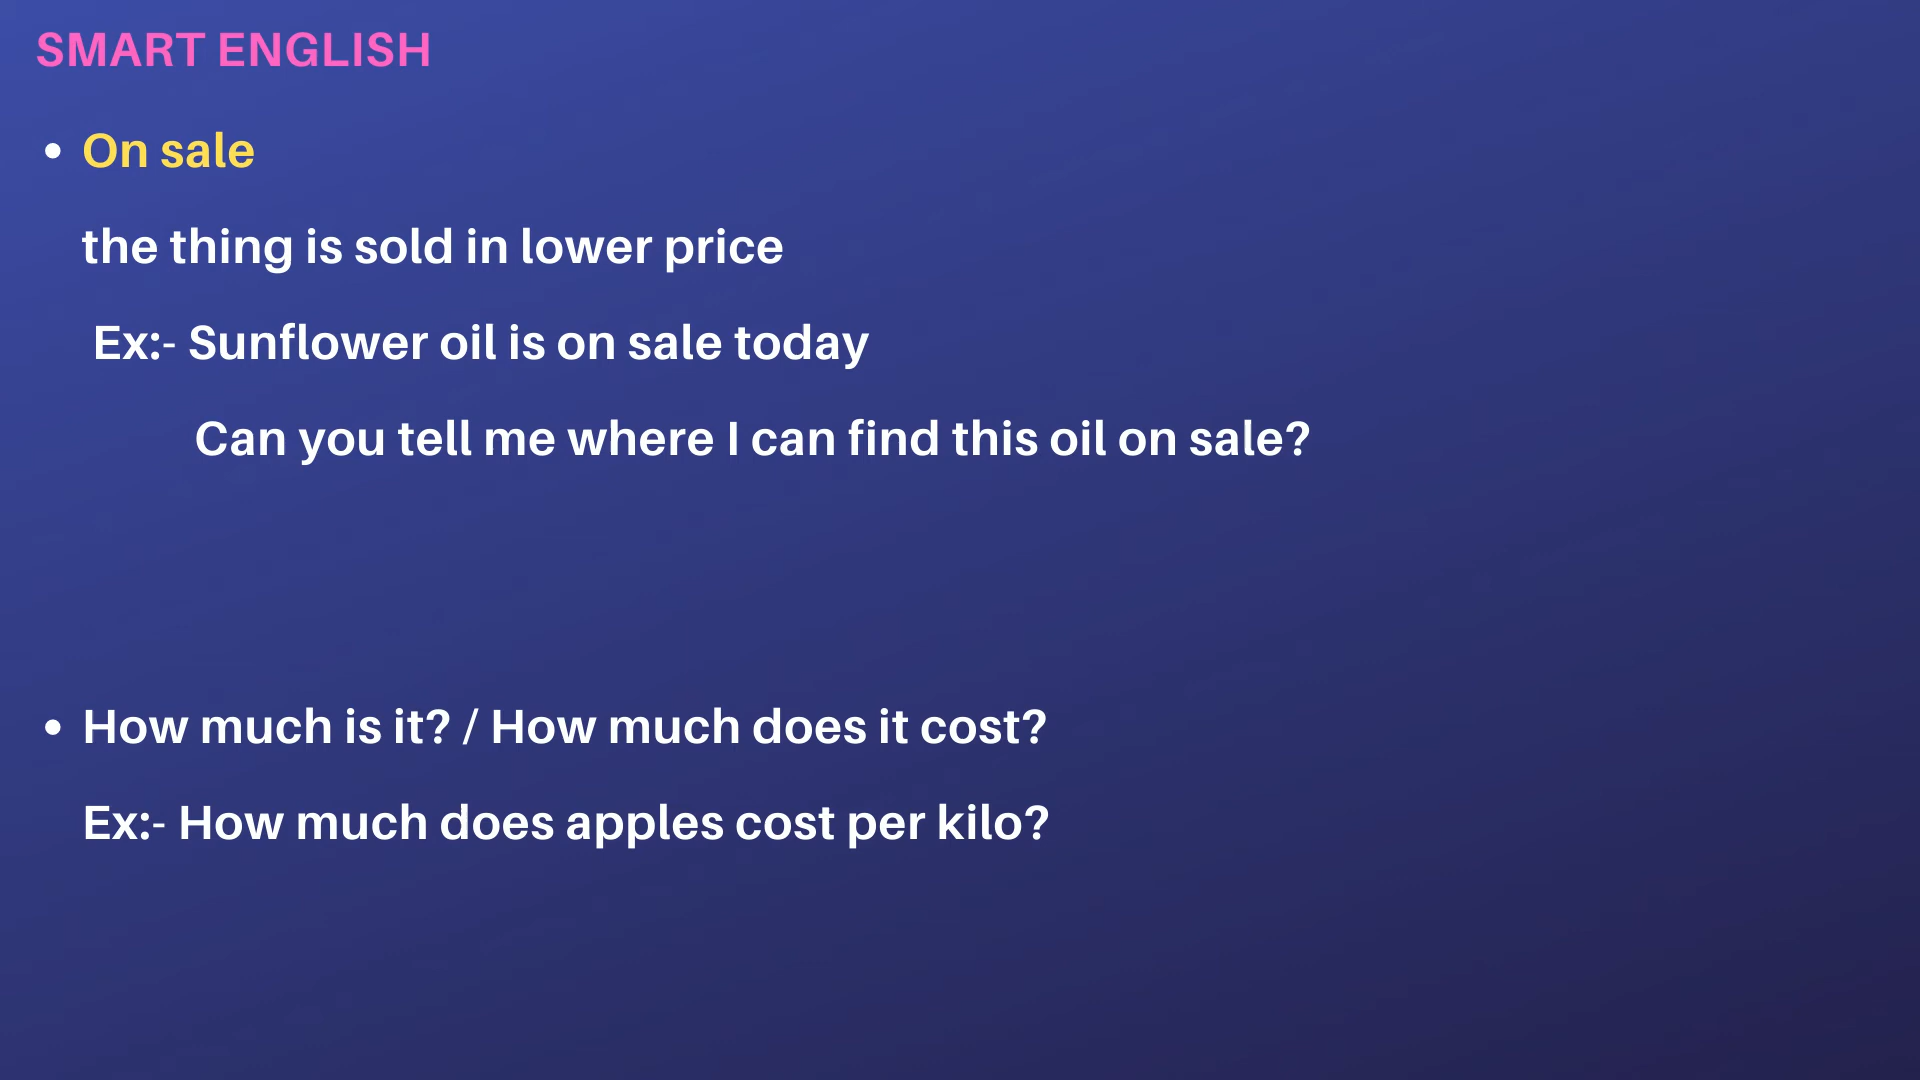 SMART ENGLISH
• On sale
the thing is sold in lower price
Ex:- Sunflower oil is on sale today
Can you tell me where I can find this oil on sale?
• How much is it? / How much does it cost?
Ex:- How much does apples cost per kilo?